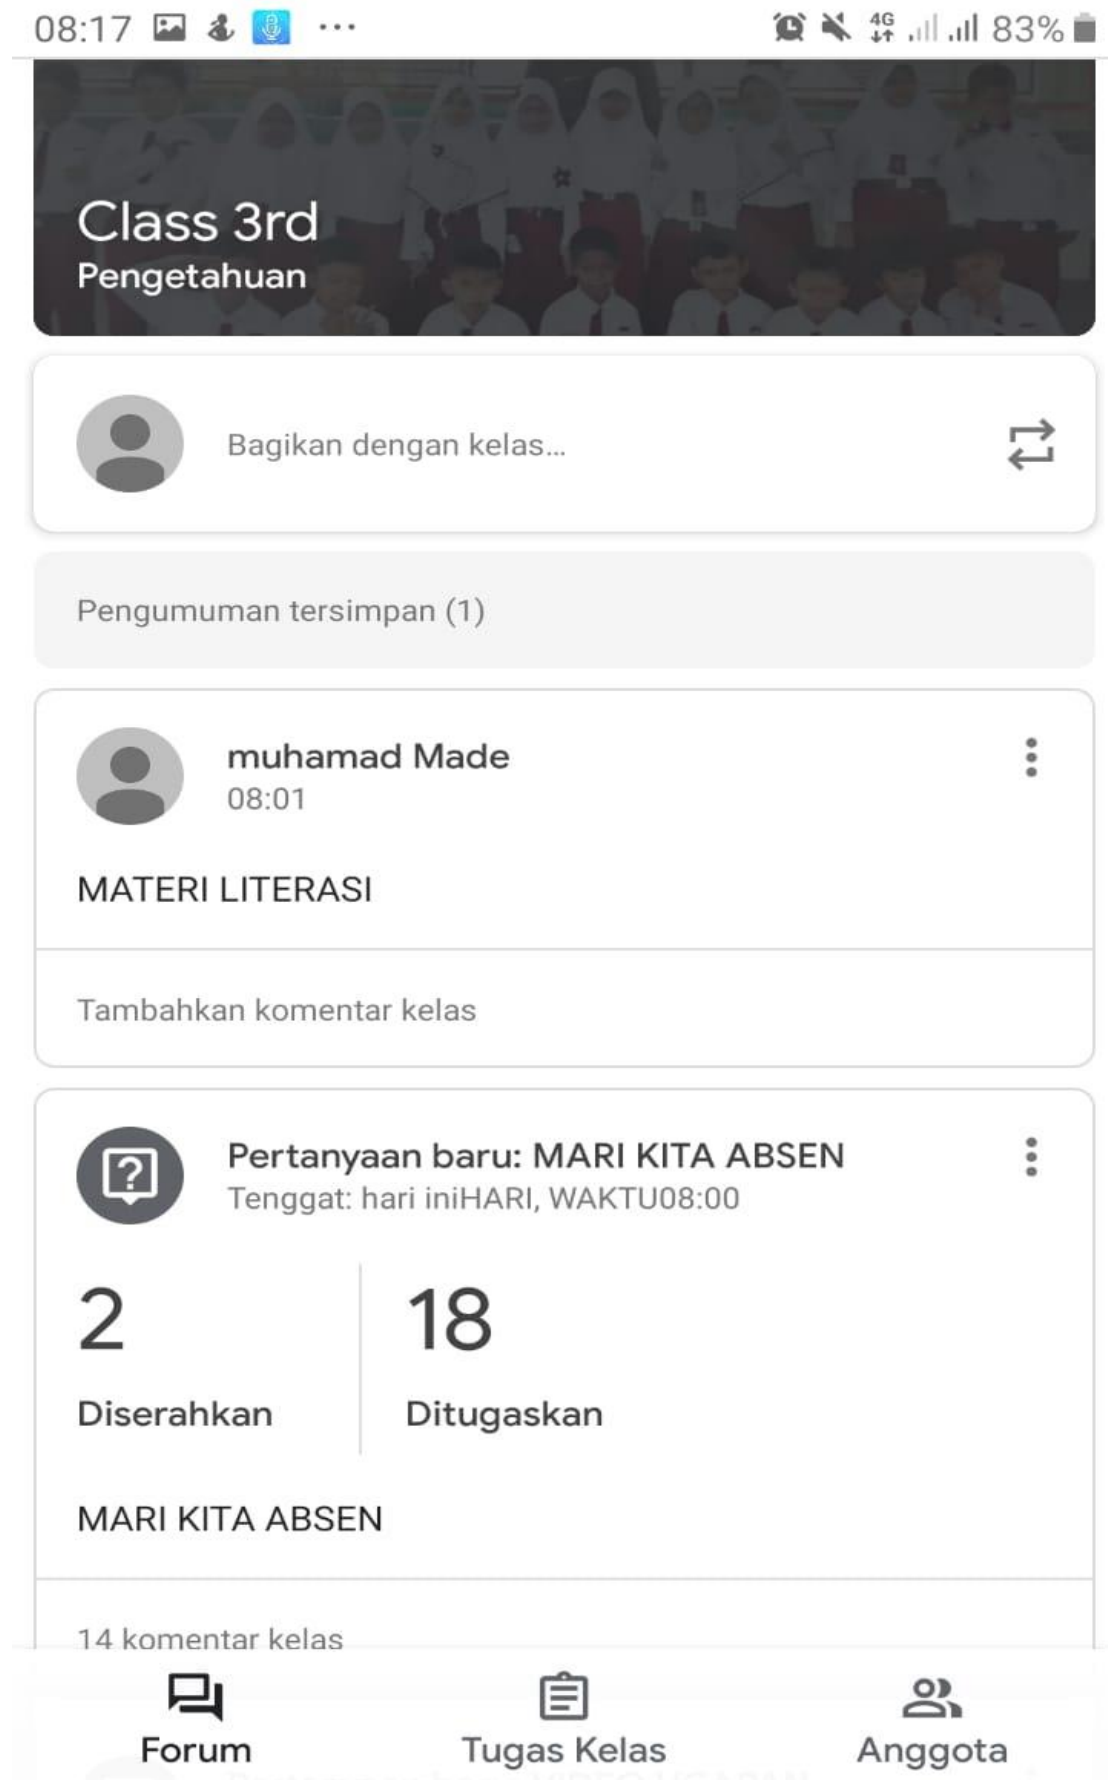 08:17
4G
83%
Class 3rd
Pengetahuan
Bagikan dengan kelas...
Pengumuman tersimpan (1)
muhamad Made
08:01
MATERI LITERASI
Tambahkan komentar kelas
Pertanyaan baru: MARI KITA ABSEN
Tenggat: hari iniHARI, WAKTU08:00
2
18
Diserahkan
Ditugaskan
MARI KITA ABSEN
14 komentar kelas
Forum
Tugas Kelas
Anggota